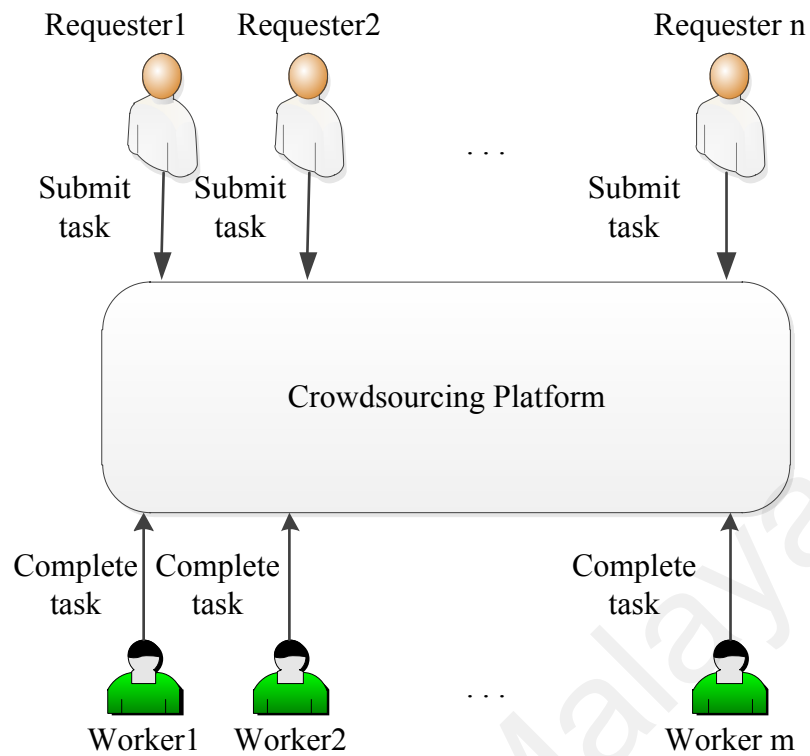 Requester1 Requester2 Requester n
. . .
Submit Submit Submit
task task task
Crowdsourcing Platform
Complete Complete Complete
task task task
. . .
Worker1 Worker2 Worker m
Malaya